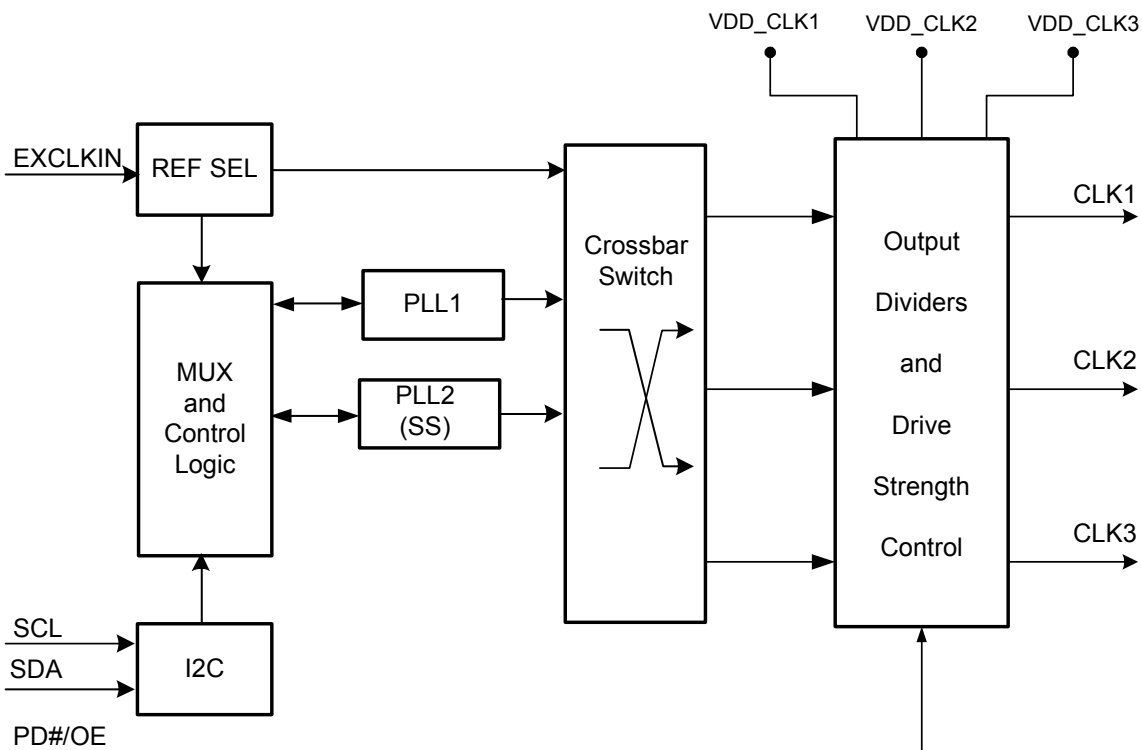 VDD_CLK1
VDD_CLK2
VDD_CLK3
EXCLKIN
REF SEL
CLK1
Crossbar
Switch
Output
Dividers
and
Drive
Strength
Control
PLL1
MUX
and
Control
Logic
PLL2
(SS)
CLK2
CLK3
SCL
SDA
I2C
PD#/OE